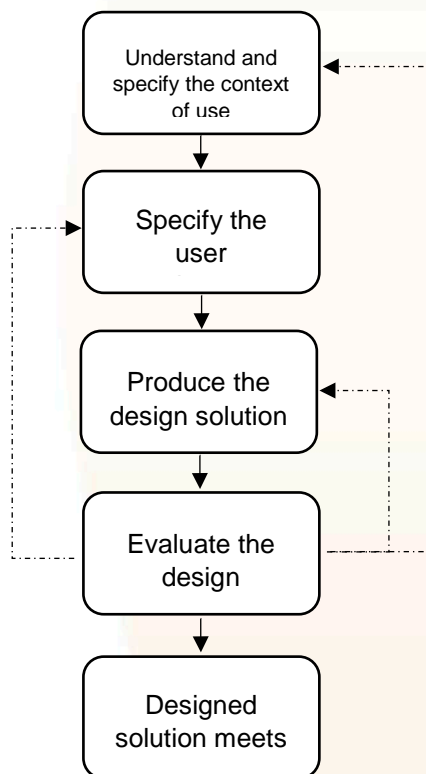 Understand and
specify the context
of use
Specify the
user
Produce the
design solution
Evaluate the
design
Designed
solution meets